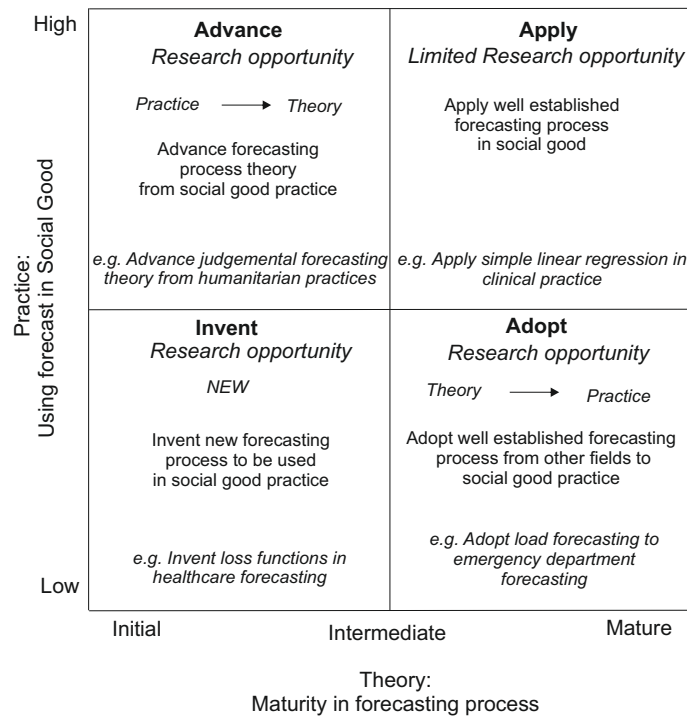 High
Advance
Research opportunity
Practice
Theory
Advance forecasting
process theory
from social good practice
e.g. Advance judgemental forecasting
theory from humanitarian practices
Apply
Limited Research opportunity
Apply well established
forecasting process
in social good
e.g. Apply simple linear regression in
clinical practice
Practice:
Using forecast in Social Good
Invent
Research opportunity
NEW
Invent new forecasting
process to be used
in social good practice
e.g. Invent loss functions in
healthcare forecasting
Adopt
Research opportunity
Theory
Practice
Adopt well established forecasting
process from other fields to
social good practice
e.g. Adopt load forecasting to
emergency department
forecasting
Low
Initial
Intermediate
Mature
Theory:
Maturity in forecasting process